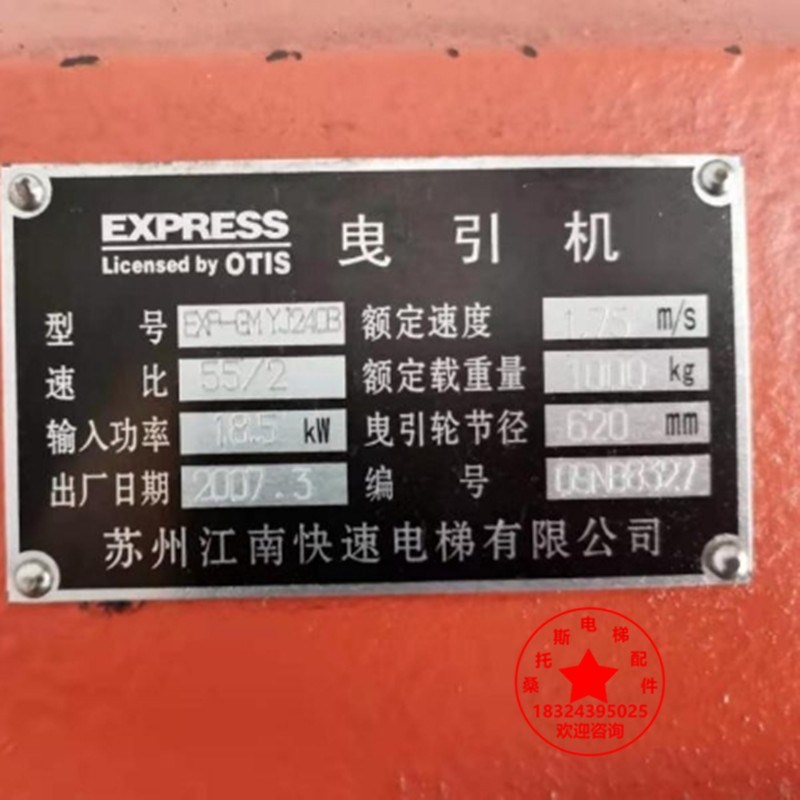 EXPRESS
Licensed by OTIS
曳引机
型号 EXP-GM YJ240B 额定速度 1.75 m/s
速比 55/2 额定载重量 1000 kg
输入功率 18.5 kW 曳引轮节径 620 mm
出厂日期 2007.3 编号
苏州江南快速电梯有限公司
桑托斯电梯配件
18324395025
欢迎咨询